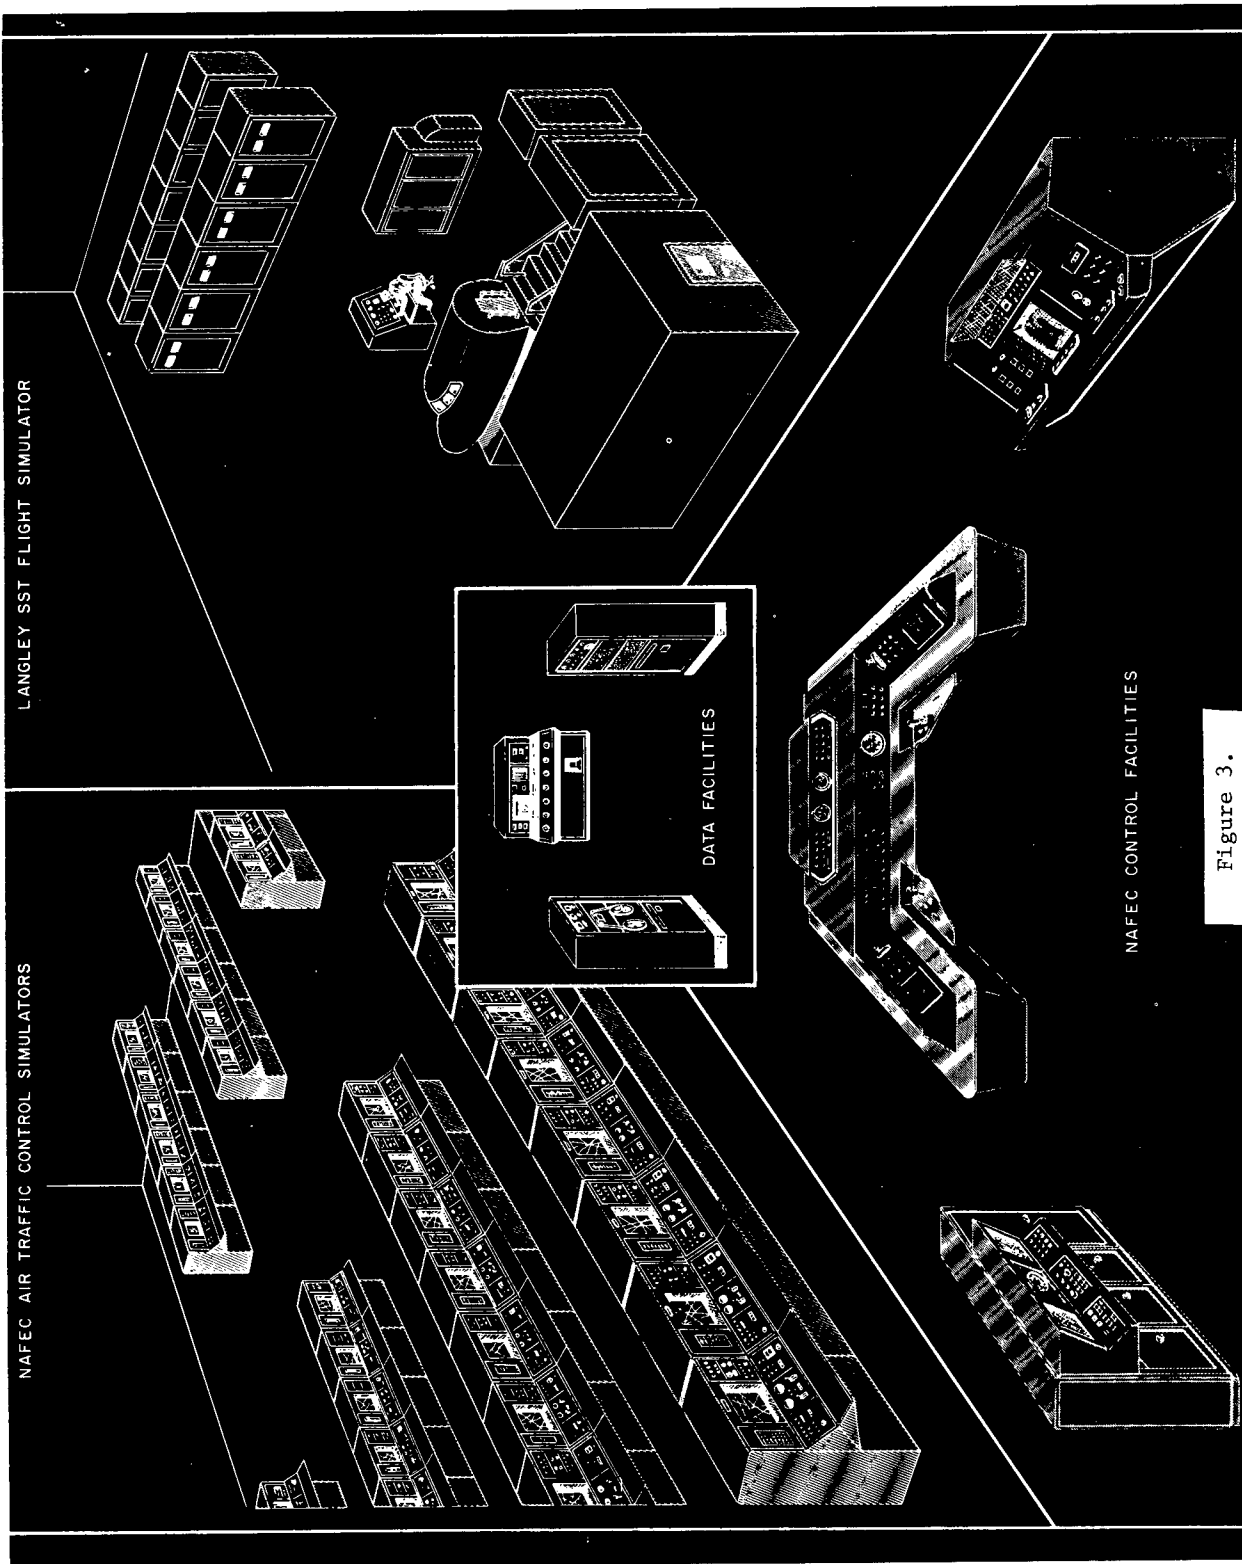 NAFEC AIR TRAFFIC CONTROL SIMULATORS
LANGLEY SST FLIGHT SIMULATOR
DATA FACILITIES
NAFEC CONTROL FACILITIES
Figure 3.